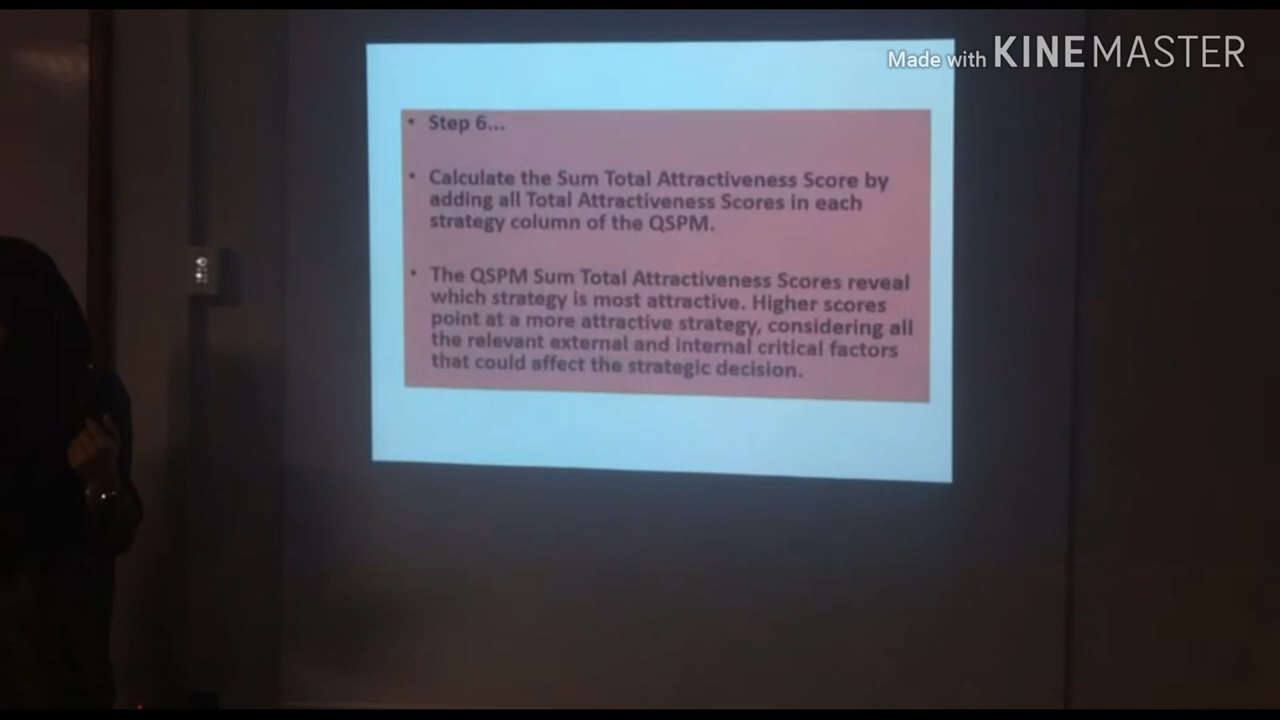 Made with KINEMASTER
• Step 6...
• Calculate the Sum Total Attractiveness Score by
adding all Total Attractiveness Scores in each
strategy column of the QSPM.
• The QSPM Sum Total Attractiveness Scores reveal
which strategy is most attractive. Higher scores
point at a more attractive strategy, considering all
the relevant external and internal critical factors
that could affect the strategic decision.